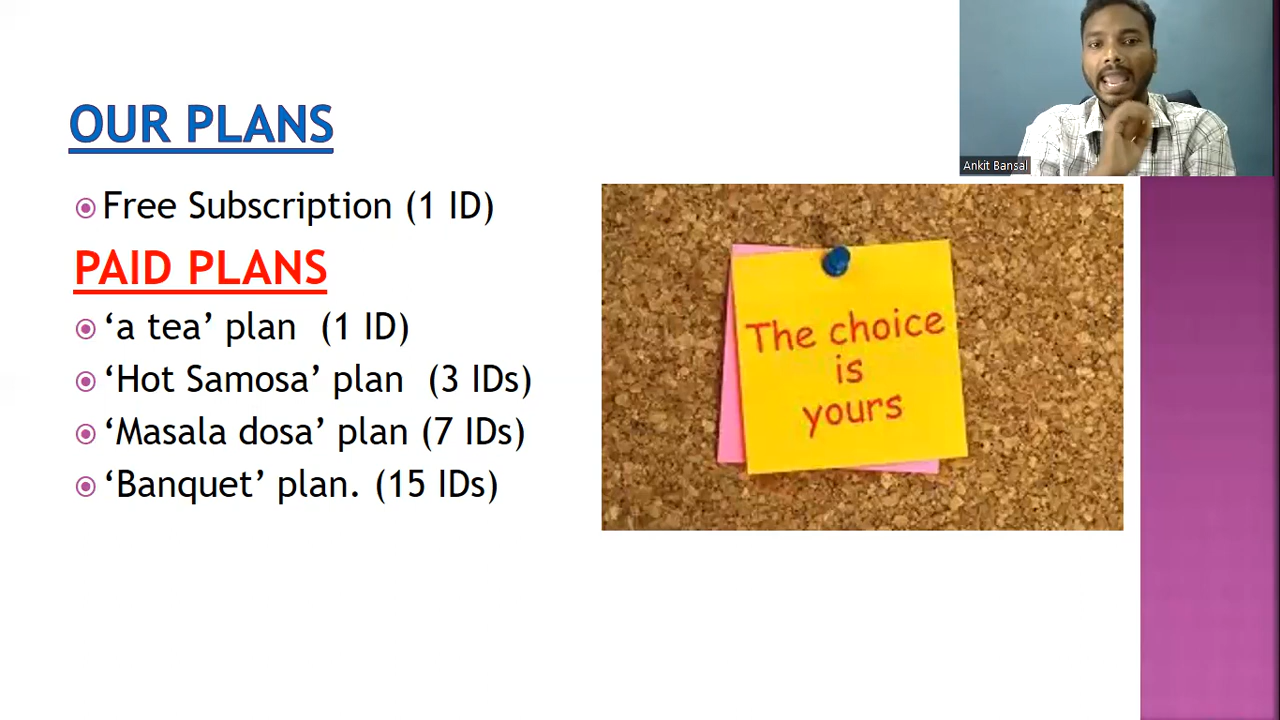 OUR PLANS
Free Subscription (1 ID)
PAID PLANS
‘a tea’ plan (1 ID)
‘Hot Samosa’ plan (3 IDs)
‘Masala dosa’ plan (7 IDs)
‘Banquet’ plan. (15 IDs)
The choice
is
yours
Ankit Bansal